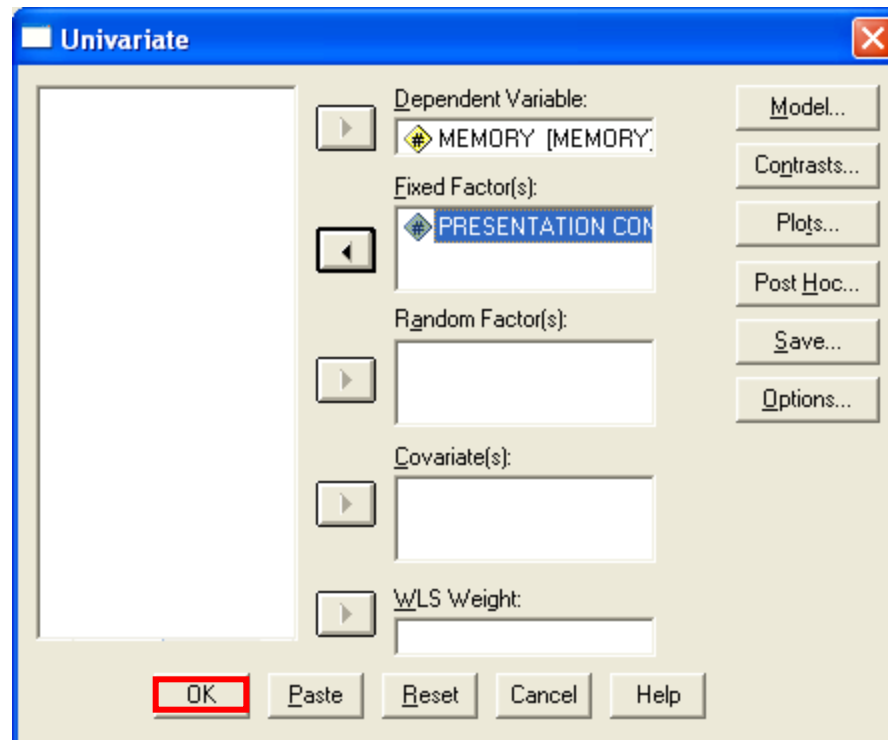 Univariate
Dependent Variable:
MEMORY [MEMORY]
Fixed Factor(s):
PRESENTATION CON
Random Factor(s):
Covariate(s):
WLS Weight:
Model...
Contrasts...
Plots...
Post Hoc...
Save...
Options...
OK
Paste
Reset
Cancel
Help